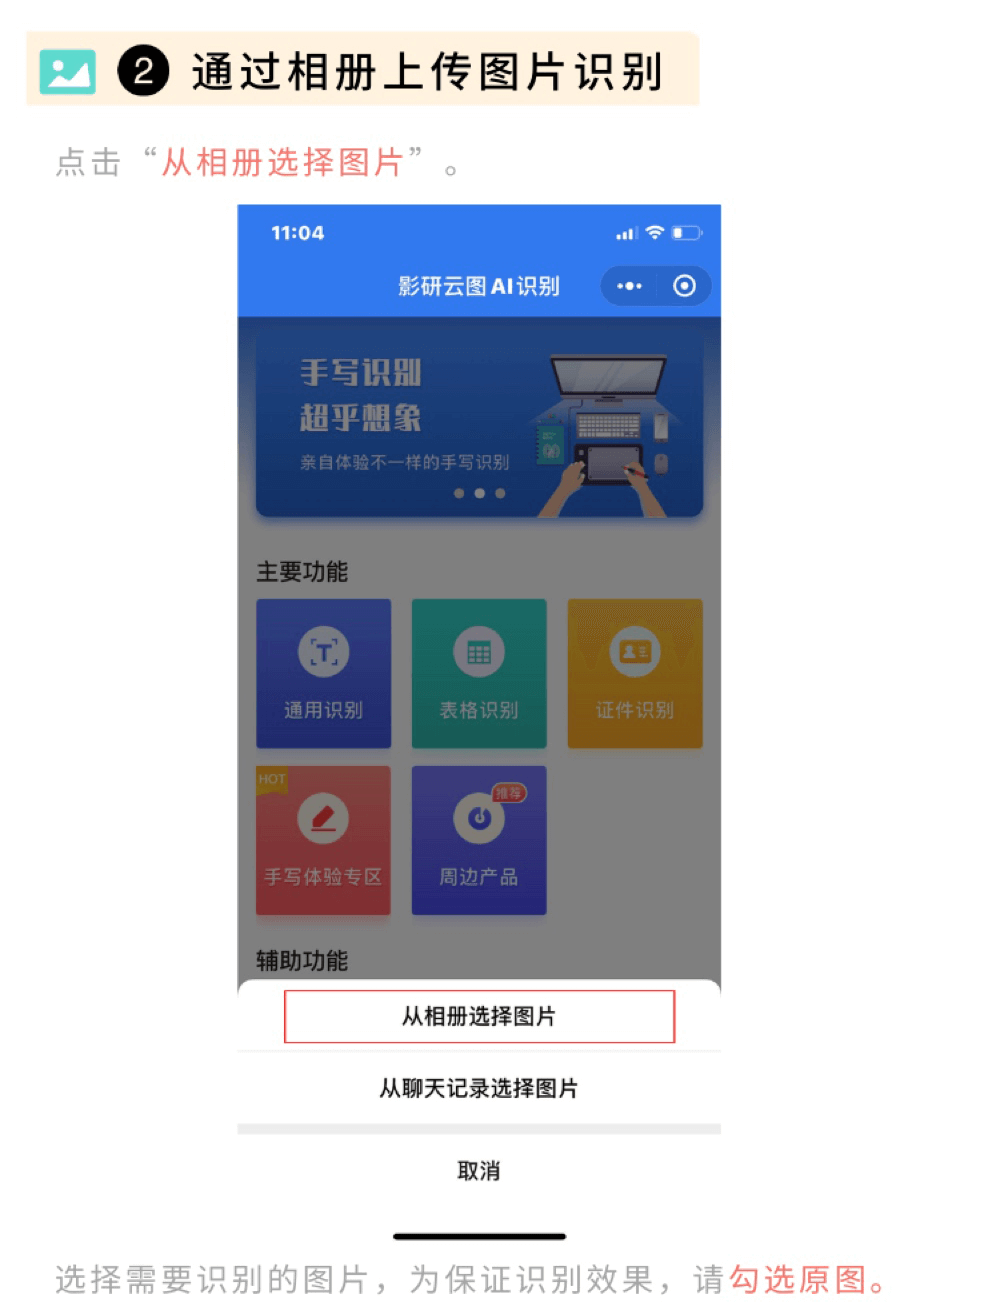 2 通过相册上传图片识别
点击“从相册选择图片”。
11:04
影研云图AI识别
手写识别
超乎想象
亲自体验不一样的手写识别
主要功能
通用识别 表格识别 证件识别
HOT 推荐
手写体验专区 周边产品
辅助功能
从相册选择图片
从聊天记录选择图片
取消
选择需要识别的图片，为保证识别效果，请勾选原图。